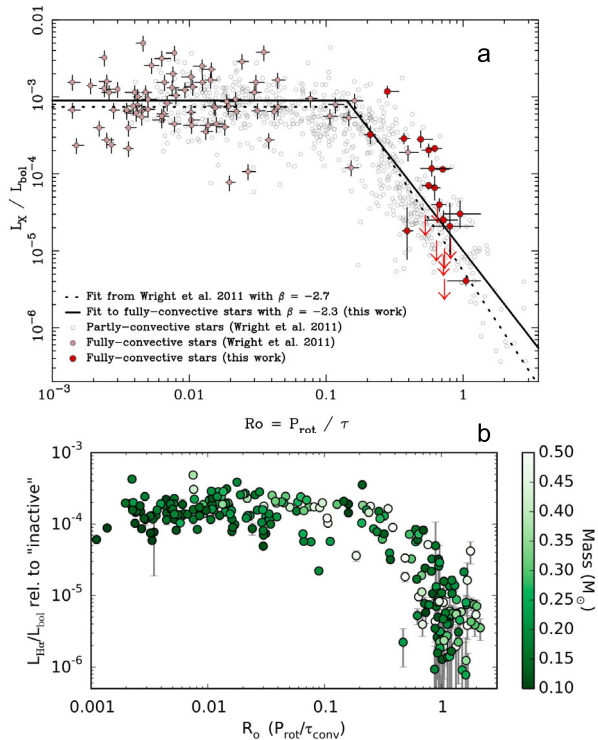 a
0.01
10⁻³
10⁻⁴
10⁻⁵
10⁻⁶
L_X / L_bol
Fit from Wright et al. 2011 with β = −2.7
Fit to fully−convective stars with β = −2.3 (this work)
Partly−convective stars (Wright et al. 2011)
Fully−convective stars (Wright et al. 2011)
Fully−convective stars (this work)
10⁻³ 0.01 0.1 1
Ro = P_rot / τ
b
10⁻³
10⁻⁴
10⁻⁵
10⁻⁶
L_Hα/L_bol rel. to "inactive"
0.001 0.01 0.1 1
R_o (P_rot/τ_conv)
0.50
0.45
0.40
0.35
0.30
0.25
0.20
0.15
0.10
Mass (M_⊙)